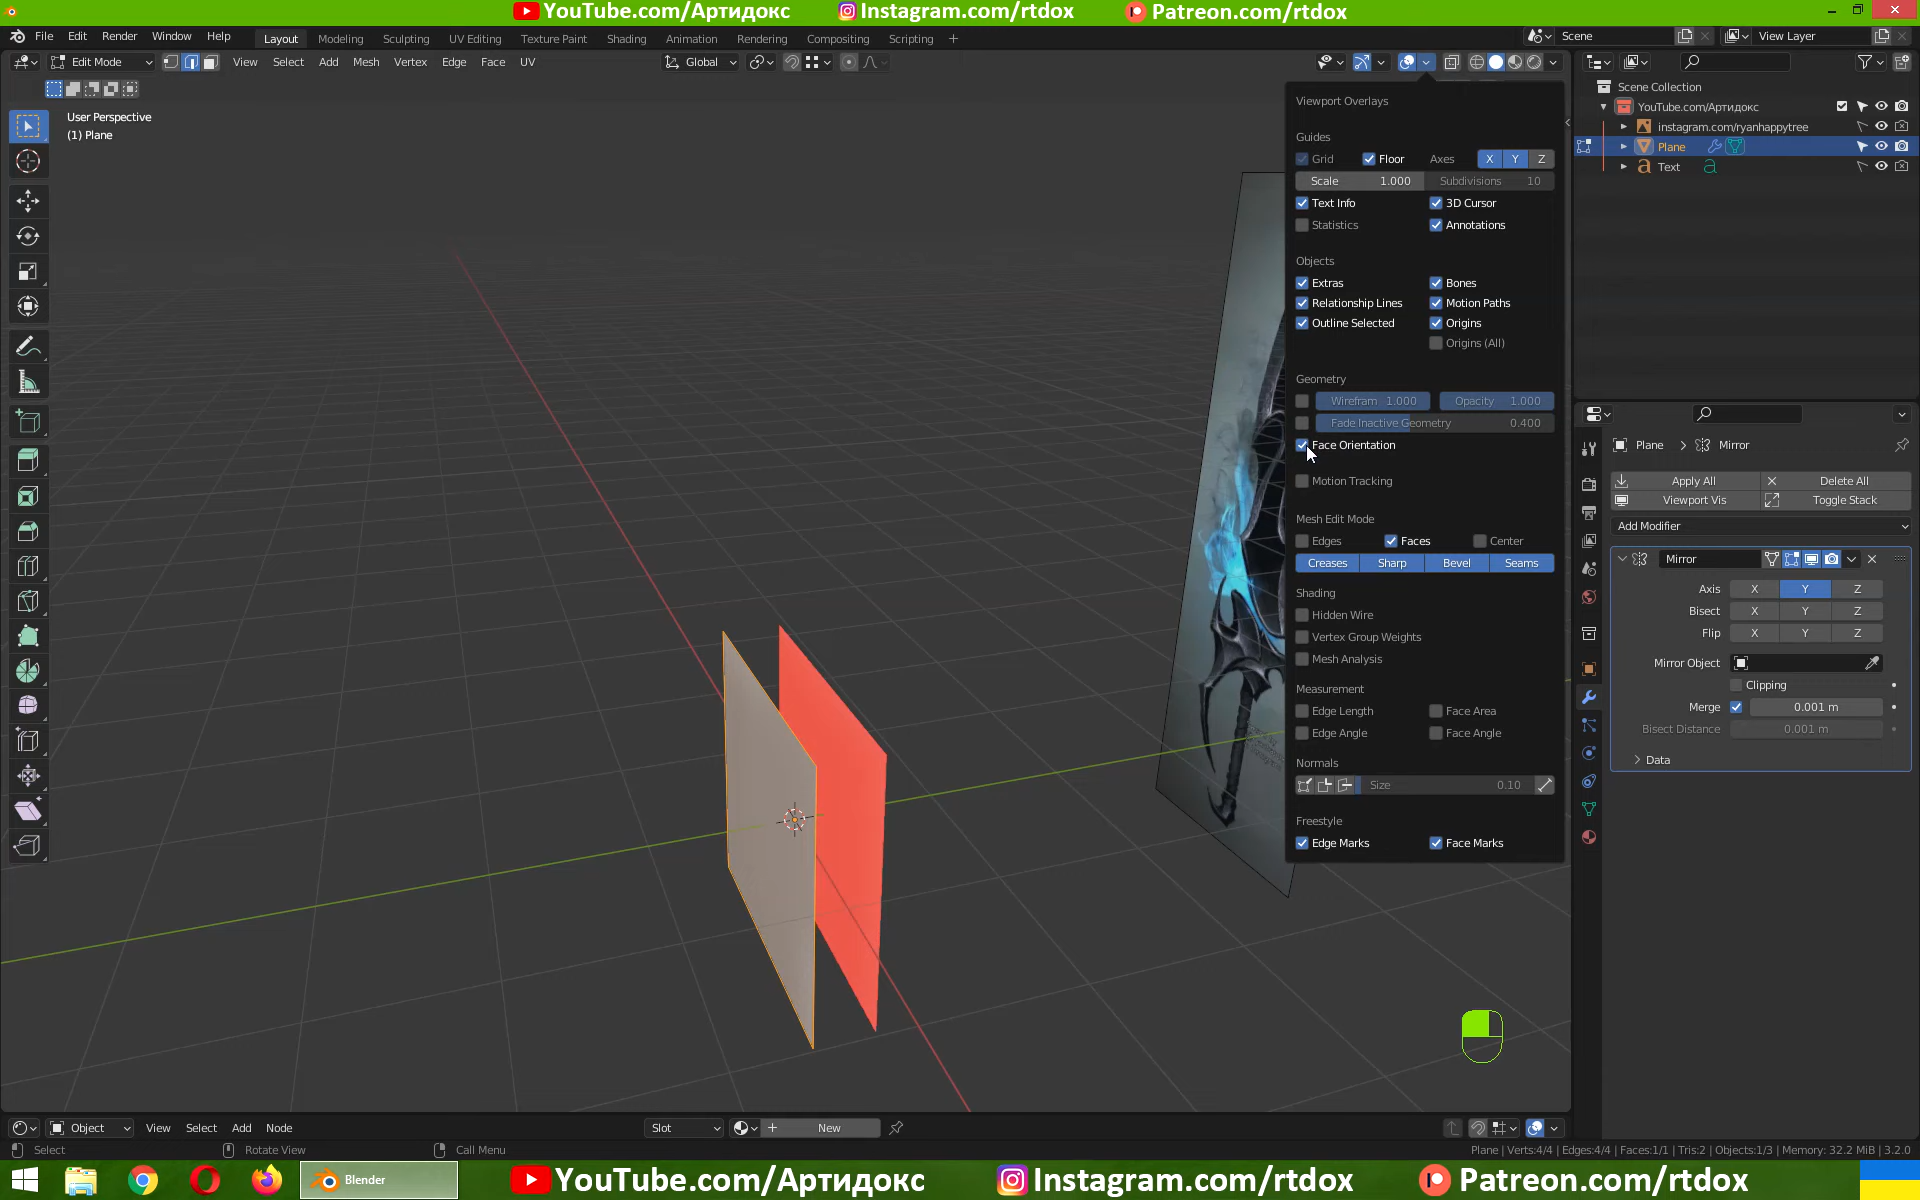 YouTube.com/Артидокс Instagram.com/rtdox Patreon.com/rtdox
File Edit Render Window Help Layout Modeling Sculpting UV Editing Texture Paint Shading Animation Rendering Compositing Scripting + Scene View Layer
Edit Mode View Select Add Mesh Vertex Edge Face UV Global
User Perspective
(1) Plane
Viewport Overlays
Guides
Grid Floor Axes X Y Z
Scale 1.000 Subdivisions 10
Text Info 3D Cursor
Statistics Annotations
Objects
Extras Bones
Relationship Lines Motion Paths
Outline Selected Origins
Origins (All)
Geometry
Wirefram 1.000 Opacity 1.000
Fade Inactive Geometry 0.400
Face Orientation
Motion Tracking
Mesh Edit Mode
Edges Faces Center
Creases Sharp Bevel Seams
Shading
Hidden Wire
Vertex Group Weights
Mesh Analysis
Measurement
Edge Length Face Area
Edge Angle Face Angle
Normals
Size 0.10
Freestyle
Edge Marks Face Marks
Scene Collection
YouTube.com/Артидокс
instagram.com/ryanhappytree
Plane
Text
Plane > Mirror
Apply All Delete All
Viewport Vis Toggle Stack
Add Modifier
Mirror
Axis X Y Z
Bisect X Y Z
Flip X Y Z
Mirror Object
Clipping
Merge 0.001 m
Bisect Distance 0.001 m
Data
Object View Select Add Node Slot New
Select Rotate View Call Menu Plane | Verts:4/4 | Edges:4/4 | Faces:1/1 | Tris:2 | Objects:1/3 | Memory: 32.2 MiB | 3.2.0
Blender YouTube.com/Артидокс Instagram.com/rtdox Patreon.com/rtdox